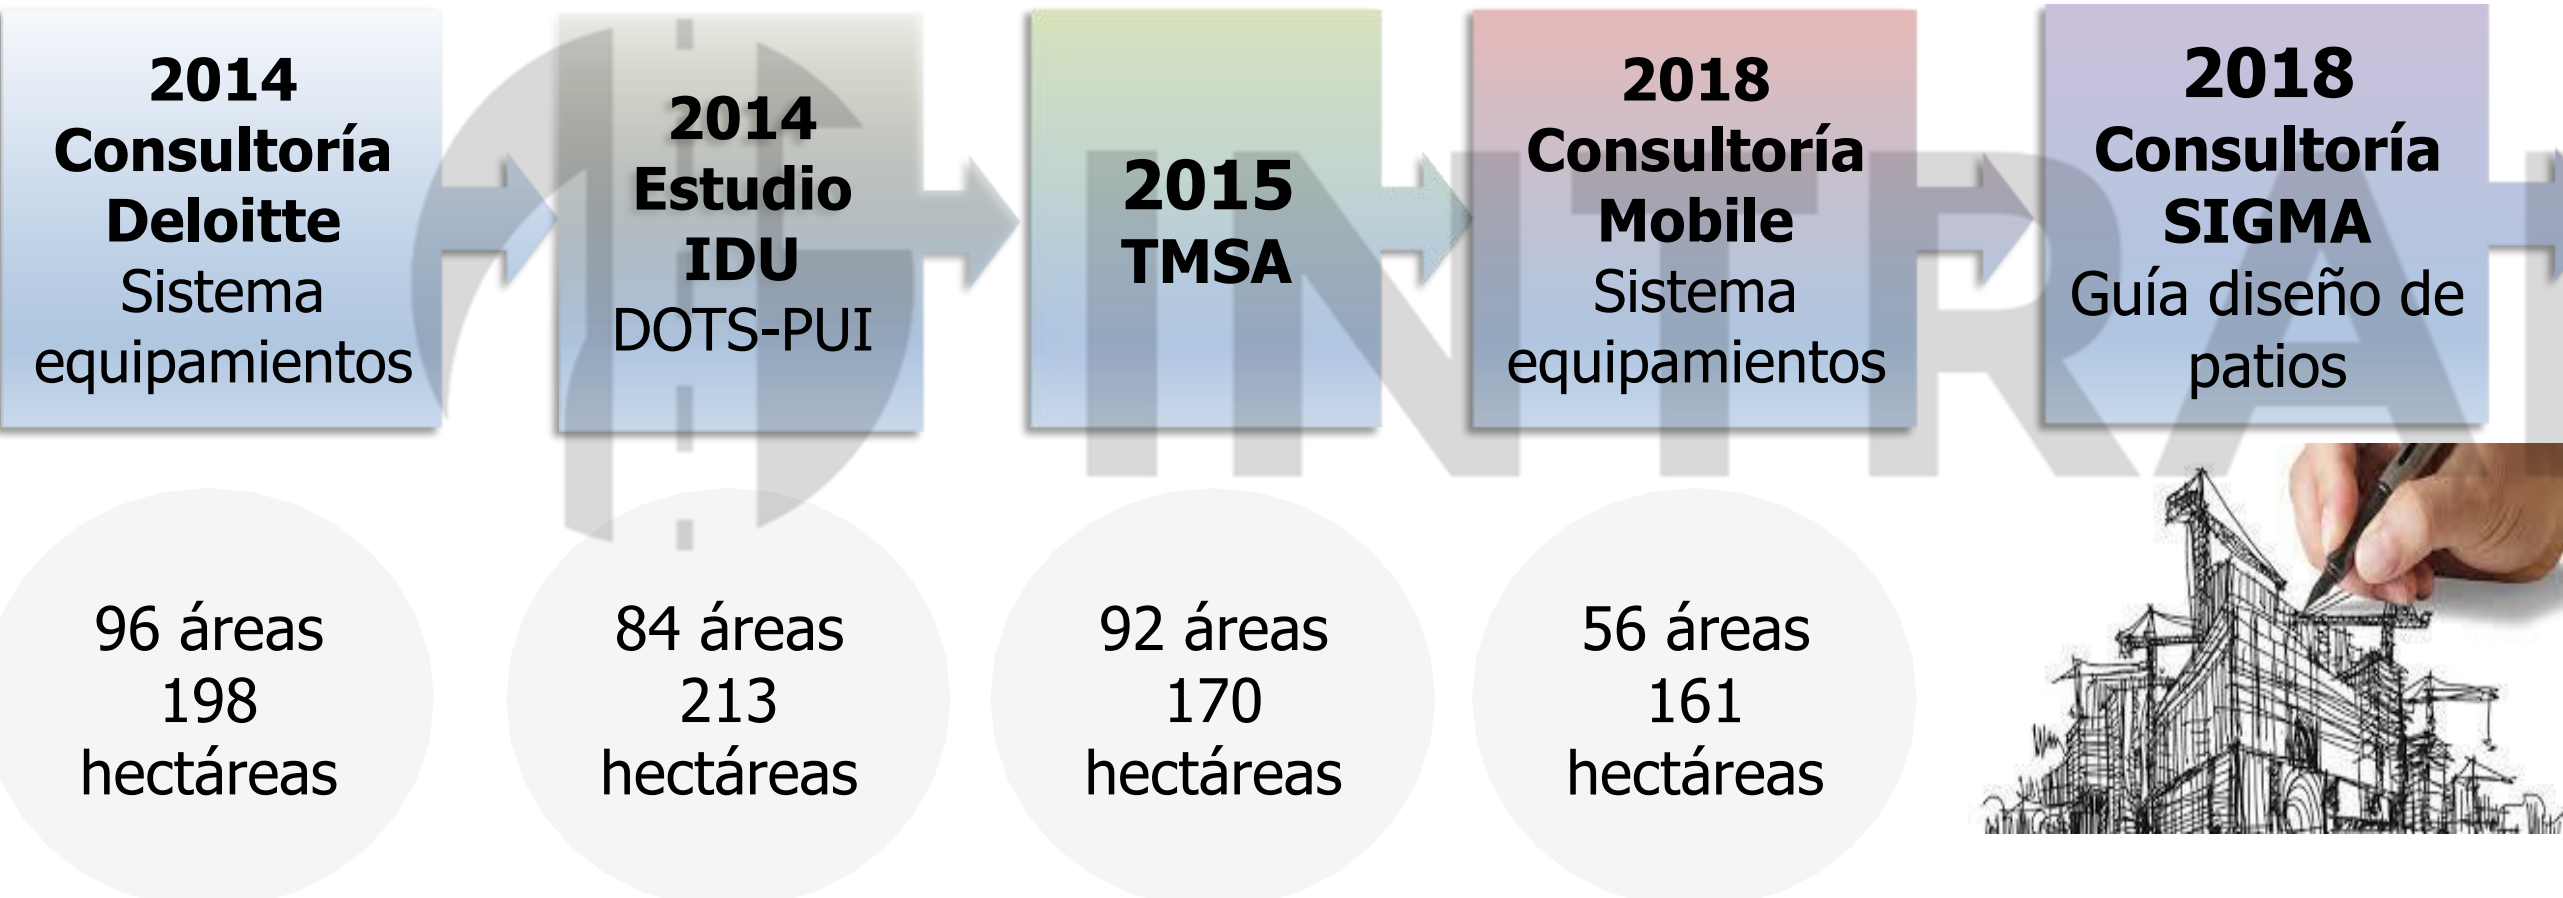 2014
Consultoría
Deloitte
Sistema
equipamientos
2014
Estudio
IDU
DOTS-PUI
2015
TMSA
2018
Consultoría
Mobile
Sistema
equipamientos
2018
Consultoría
SIGMA
Guía diseño de
patios
96 áreas
198
hectáreas
84 áreas
213
hectáreas
92 áreas
170
hectáreas
56 áreas
161
hectáreas
INTRA